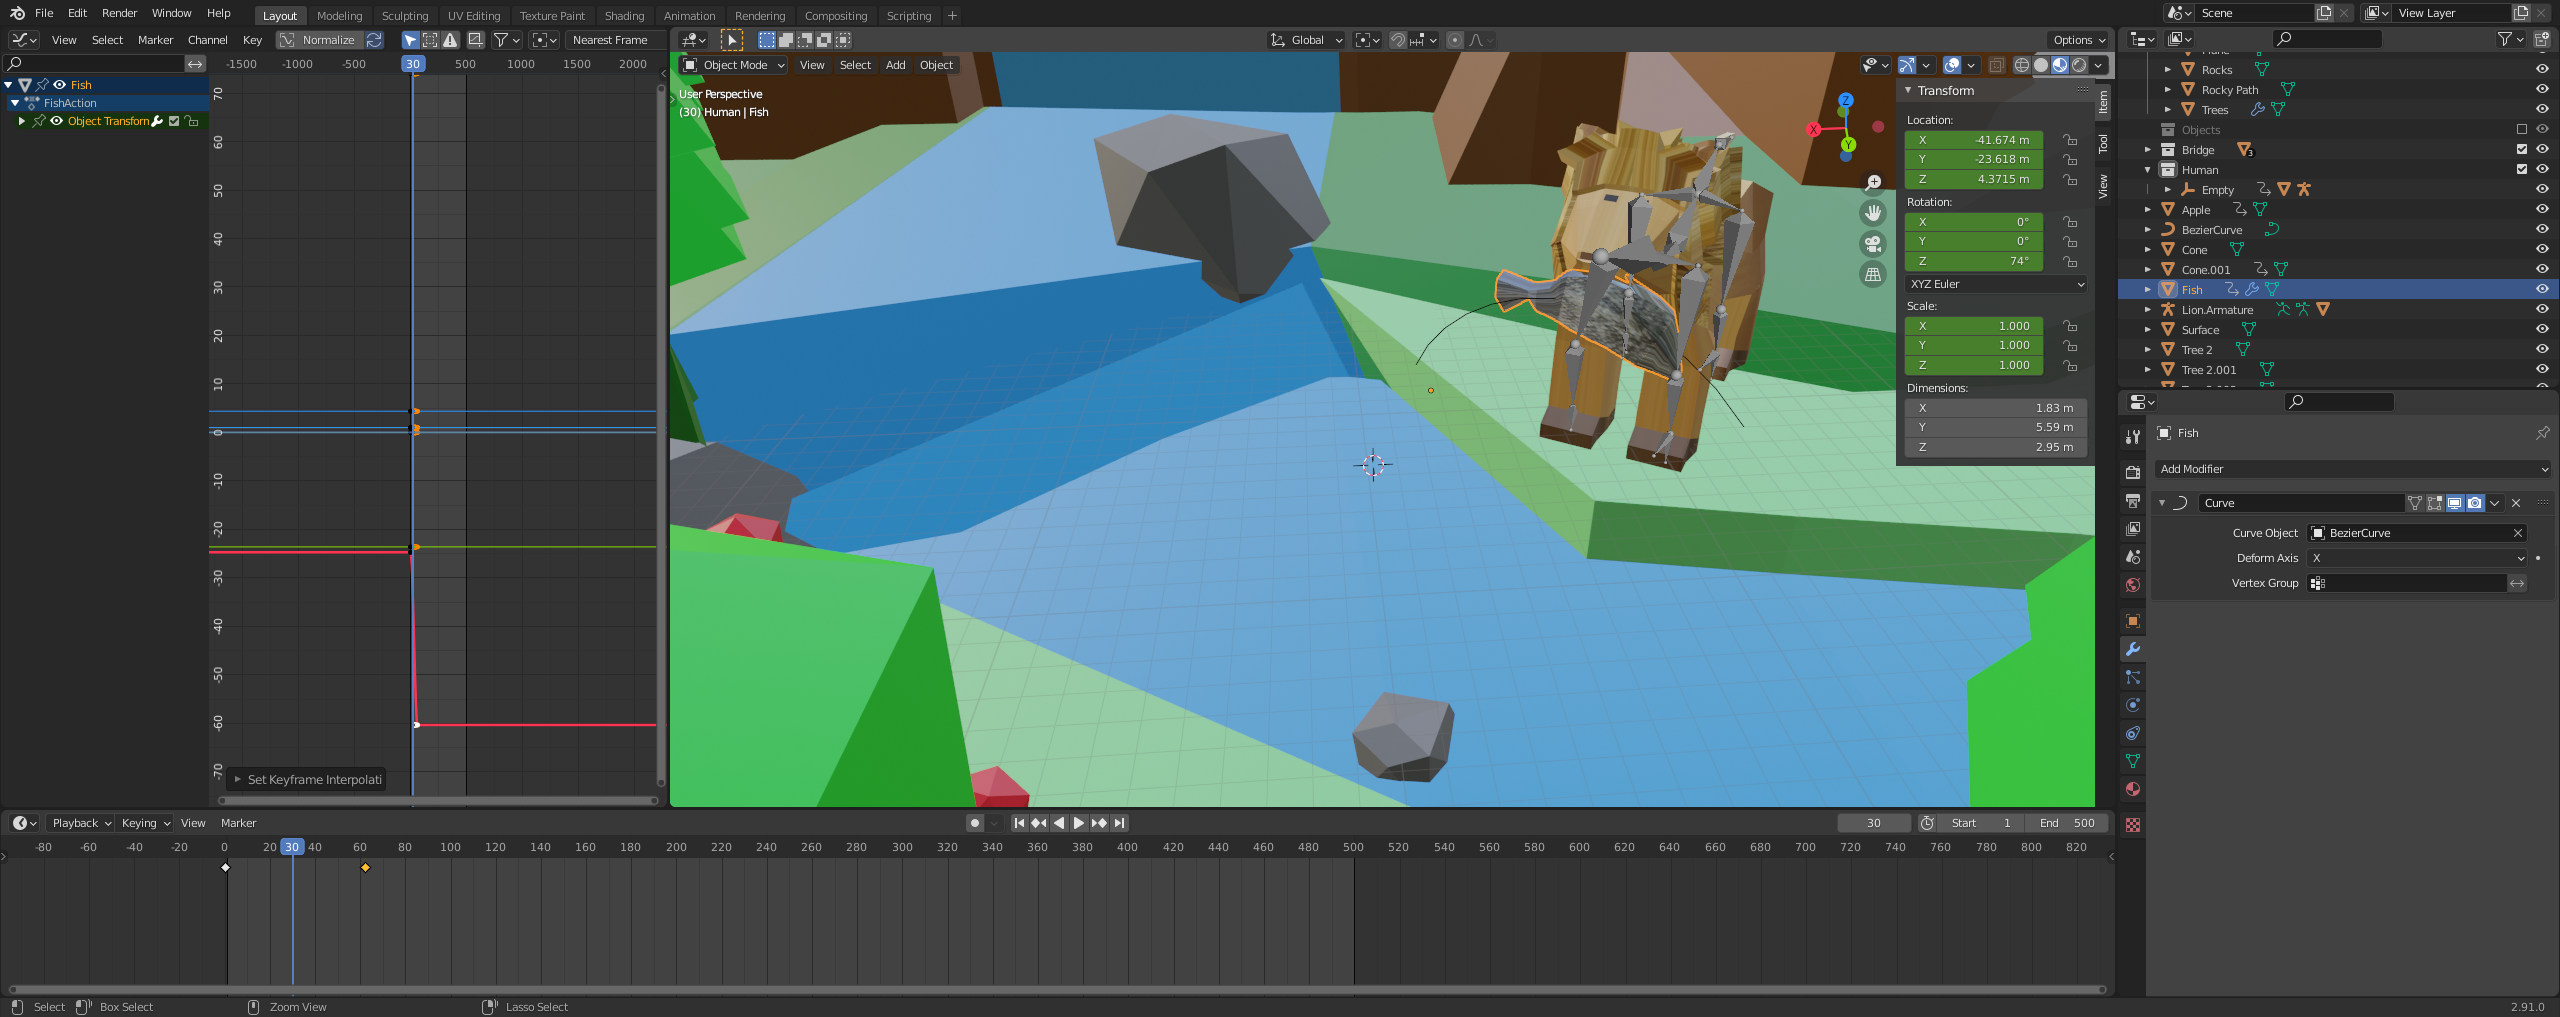 File Edit Render Window Help Layout Modeling Sculpting UV Editing Texture Paint Shading Animation Rendering Compositing Scripting + Scene View Layer
View Select Marker Channel Key Normalize Nearest Frame Global Options
-1500 -1000 -500 30 500 1000 1500 2000
Object Mode View Select Add Object
Fish
FishAction
Object Transforn
70
60
50
40
30
20
10
0
-10
-20
-30
-40
-50
-60
-70
Set Keyframe Interpolati
User Perspective
(30) Human | Fish
Z
X
Y
Transform
Location:
X -41.674 m
Y -23.618 m
Z 4.3715 m
Rotation:
X 0°
Y 0°
Z 74°
XYZ Euler
Scale:
X 1.000
Y 1.000
Z 1.000
Dimensions:
X 1.83 m
Y 5.59 m
Z 2.95 m
Item
Tool
View
Rocks
Rocky Path
Trees
Objects
Bridge 3
Human
Empty
Apple
BezierCurve
Cone
Cone.001
Fish
Lion.Armature
Surface
Tree 2
Tree 2.001
Fish
Add Modifier
Curve
Curve Object BezierCurve
Deform Axis X
Vertex Group
Playback Keying View Marker 30 Start 1 End 500
-80 -60 -40 -20 0 20 30 40 60 80 100 120 140 160 180 200 220 240 260 280 300 320 340 360 380 400 420 440 460 480 500 520 540 560 580 600 620 640 660 680 700 720 740 760 780 800 820
Select Box Select Zoom View Lasso Select 2.91.0